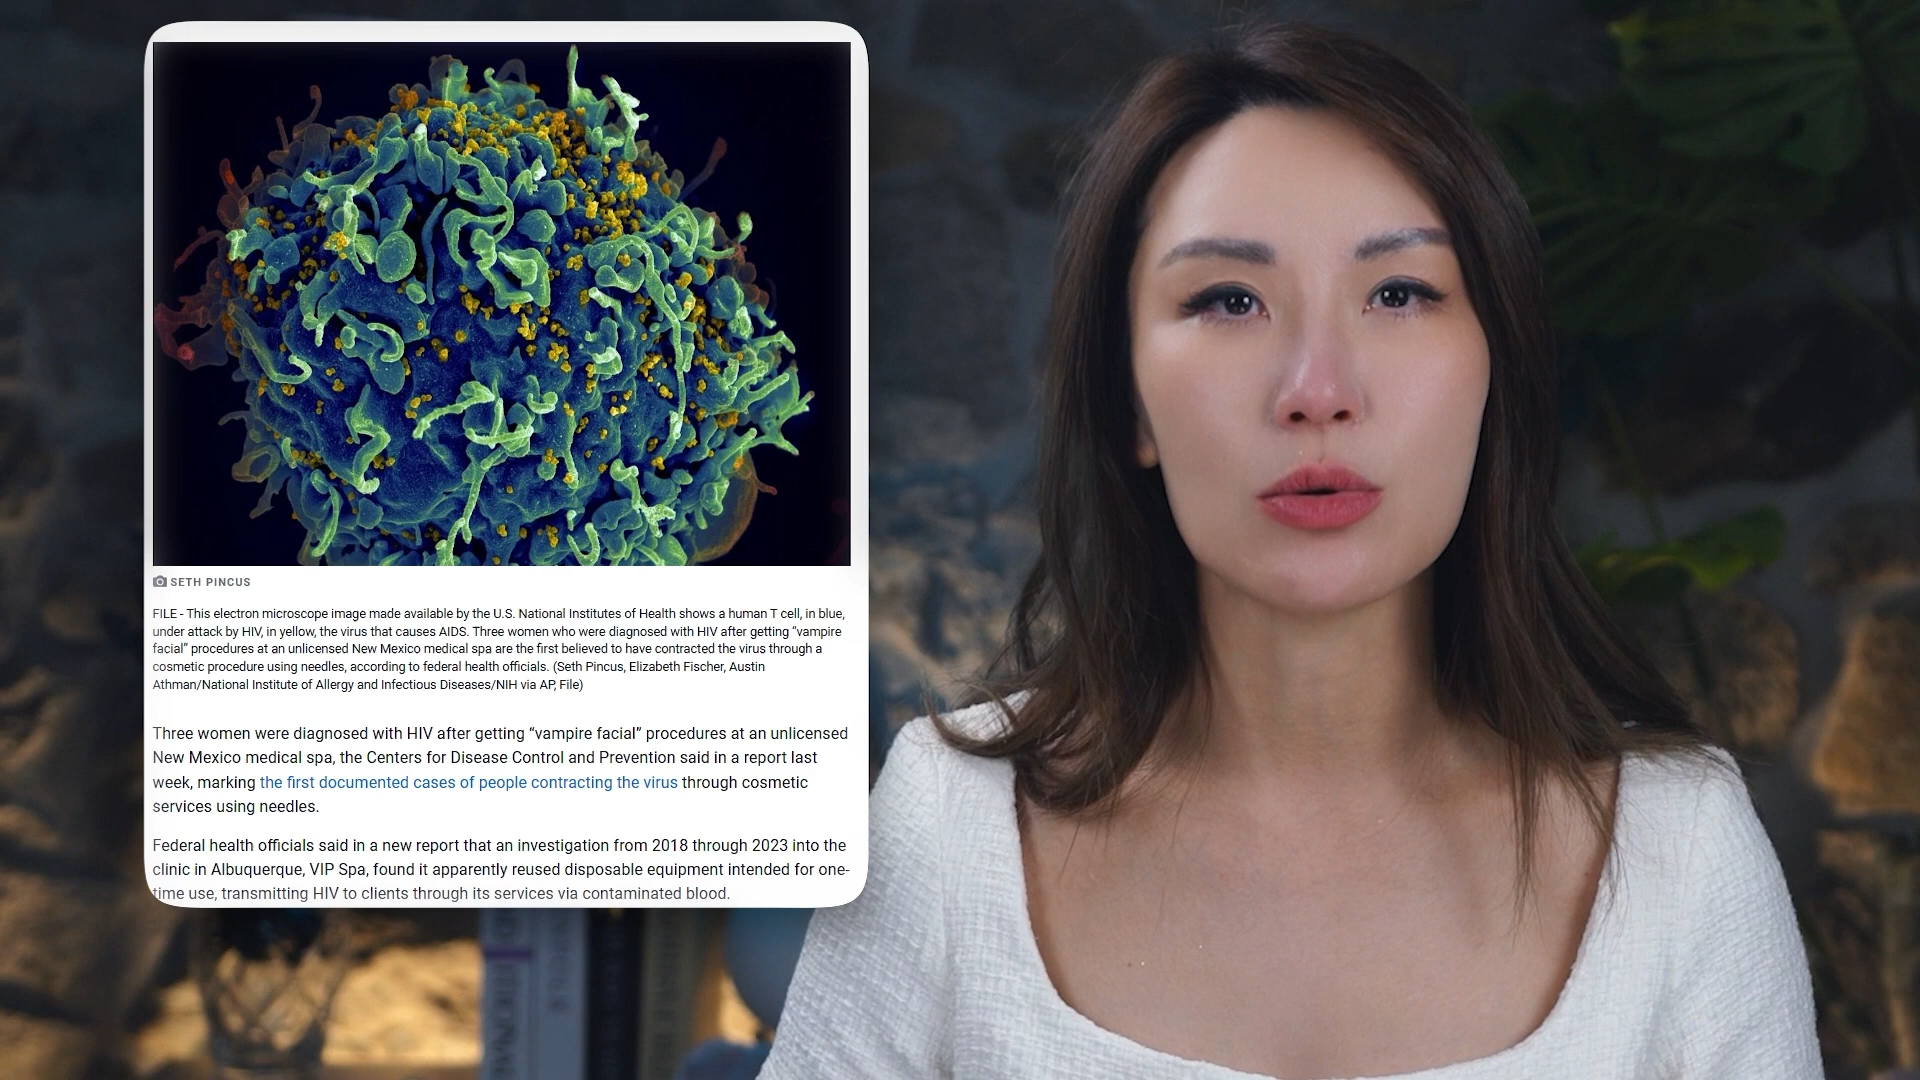 SETH PINCUS
FILE - This electron microscope image made available by the U.S. National Institutes of Health shows a human T cell, in blue,
under attack by HIV, in yellow, the virus that causes AIDS. Three women who were diagnosed with HIV after getting “vampire
facial” procedures at an unlicensed New Mexico medical spa are the first believed to have contracted the virus through a
cosmetic procedure using needles, according to federal health officials. (Seth Pincus, Elizabeth Fischer, Austin
Athman/National Institute of Allergy and Infectious Diseases/NIH via AP, File)
Three women were diagnosed with HIV after getting “vampire facial” procedures at an unlicensed
New Mexico medical spa, the Centers for Disease Control and Prevention said in a report last
week, marking the first documented cases of people contracting the virus through cosmetic
services using needles.
Federal health officials said in a new report that an investigation from 2018 through 2023 into the
clinic in Albuquerque, VIP Spa, found it apparently reused disposable equipment intended for one-
time use, transmitting HIV to clients through its services via contaminated blood.